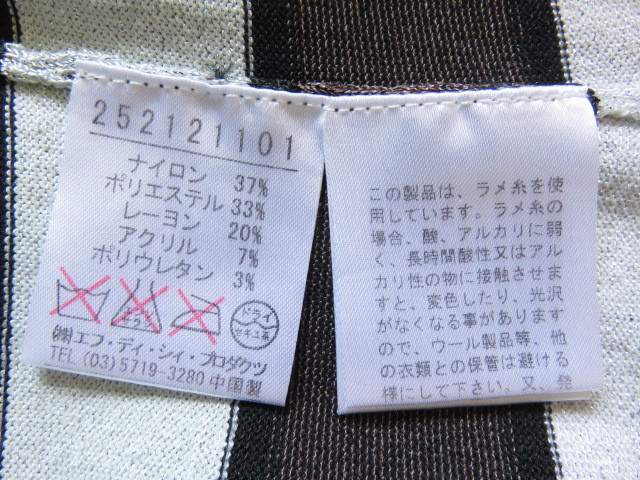 252121101
ナイロン 37%
ポリエステル 33%
レーヨン 20%
アクリル 7%
ポリウレタン 3%
エンソ
ドライ
セキユ系
㈱エフ・ディ・シィ・プロダクツ
TEL (03)5719-3280 中国製
この製品は、ラメ糸を使
用しています。ラメ糸の
場合、酸、アルカリに弱
く、長時間酸性又はアル
カリ性の物に接触させま
すと、変色したり、光沢
がなくなる事があります
ので、ウール製品等、他
の衣類との保管は避ける
様にして下さい。又、発